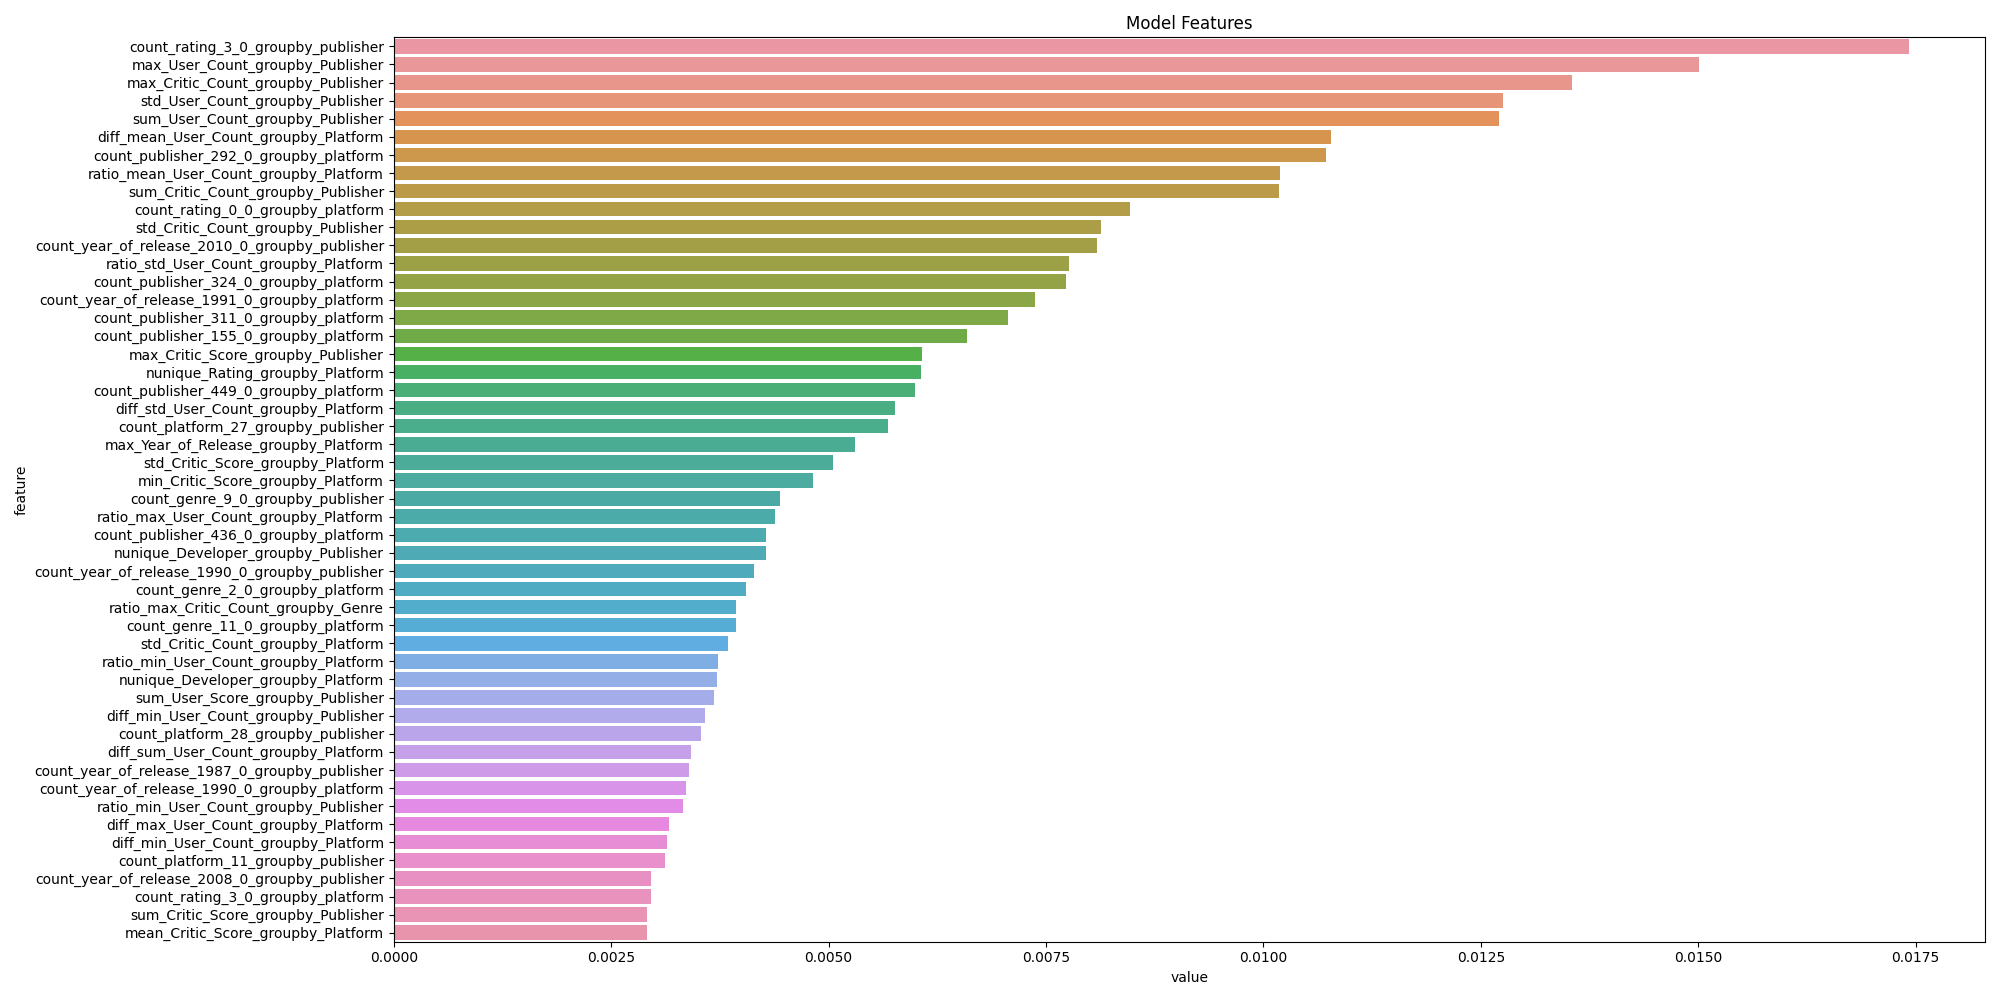 Model Features
count_rating_3_0_groupby_publisher
max_User_Count_groupby_Publisher
max_Critic_Count_groupby_Publisher
std_User_Count_groupby_Publisher
sum_User_Count_groupby_Publisher
diff_mean_User_Count_groupby_Platform
count_publisher_292_0_groupby_platform
ratio_mean_User_Count_groupby_Platform
sum_Critic_Count_groupby_Publisher
count_rating_0_0_groupby_platform
std_Critic_Count_groupby_Publisher
count_year_of_release_2010_0_groupby_publisher
ratio_std_User_Count_groupby_Platform
count_publisher_324_0_groupby_platform
count_year_of_release_1991_0_groupby_platform
count_publisher_311_0_groupby_platform
count_publisher_155_0_groupby_platform
max_Critic_Score_groupby_Publisher
nunique_Rating_groupby_Platform
count_publisher_449_0_groupby_platform
diff_std_User_Count_groupby_Platform
count_platform_27_groupby_publisher
max_Year_of_Release_groupby_Platform
std_Critic_Score_groupby_Platform
min_Critic_Score_groupby_Platform
count_genre_9_0_groupby_publisher
ratio_max_User_Count_groupby_Platform
count_publisher_436_0_groupby_platform
nunique_Developer_groupby_Publisher
count_year_of_release_1990_0_groupby_publisher
count_genre_2_0_groupby_platform
ratio_max_Critic_Count_groupby_Genre
count_genre_11_0_groupby_platform
std_Critic_Count_groupby_Platform
ratio_min_User_Count_groupby_Platform
nunique_Developer_groupby_Platform
sum_User_Score_groupby_Publisher
diff_min_User_Count_groupby_Publisher
count_platform_28_groupby_publisher
diff_sum_User_Count_groupby_Platform
count_year_of_release_1987_0_groupby_publisher
count_year_of_release_1990_0_groupby_platform
ratio_min_User_Count_groupby_Publisher
diff_max_User_Count_groupby_Platform
diff_min_User_Count_groupby_Platform
count_platform_11_groupby_publisher
count_year_of_release_2008_0_groupby_publisher
count_rating_3_0_groupby_platform
sum_Critic_Score_groupby_Publisher
mean_Critic_Score_groupby_Platform
feature
0.0000 0.0025 0.0050 0.0075 0.0100 0.0125 0.0150 0.0175
value